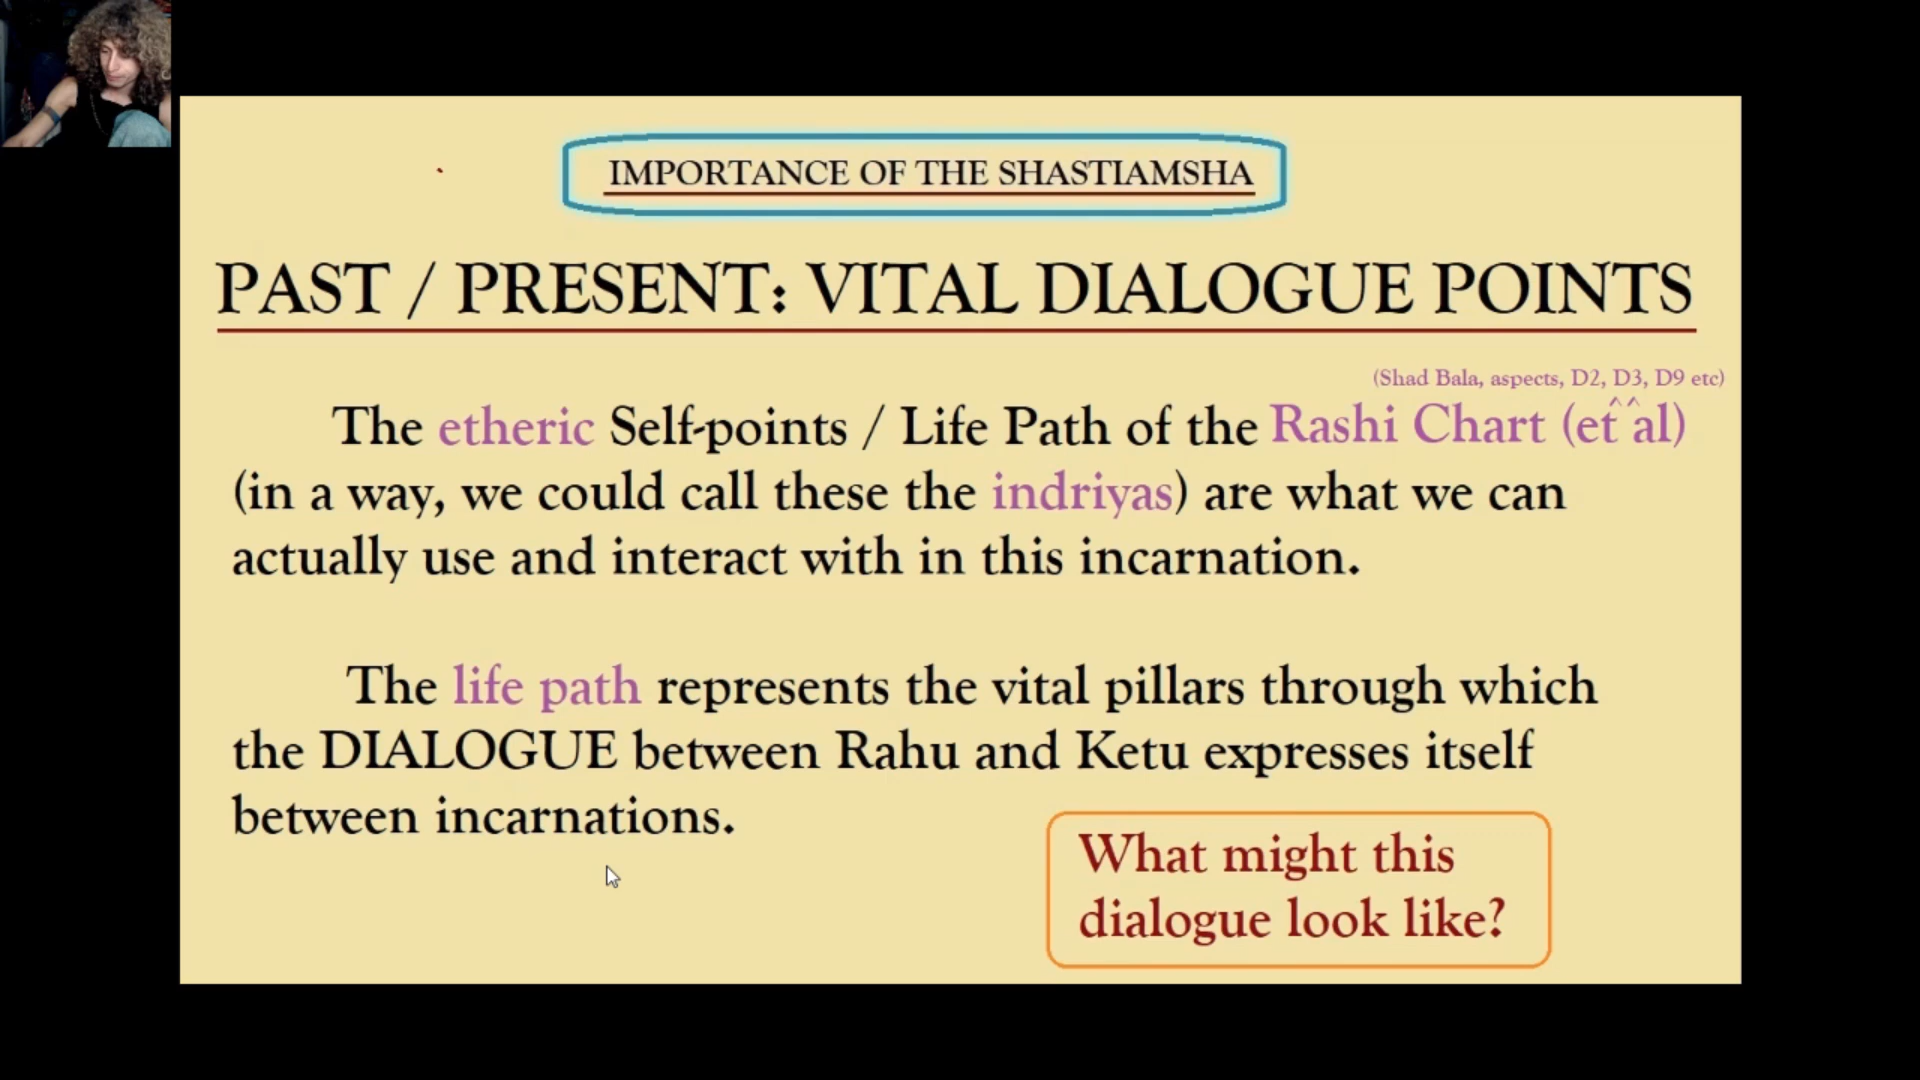 IMPORTANCE OF THE SHASTIAMSHA
PAST / PRESENT: VITAL DIALOGUE POINTS
(Shad Bala, aspects, D2, D3, D9 etc)
The etheric Self-points / Life Path of the Rashi Chart (et^^al)
(in a way, we could call these the indriyas) are what we can
actually use and interact with in this incarnation.
The life path represents the vital pillars through which
the DIALOGUE between Rahu and Ketu expresses itself
between incarnations.
What might this
dialogue look like?